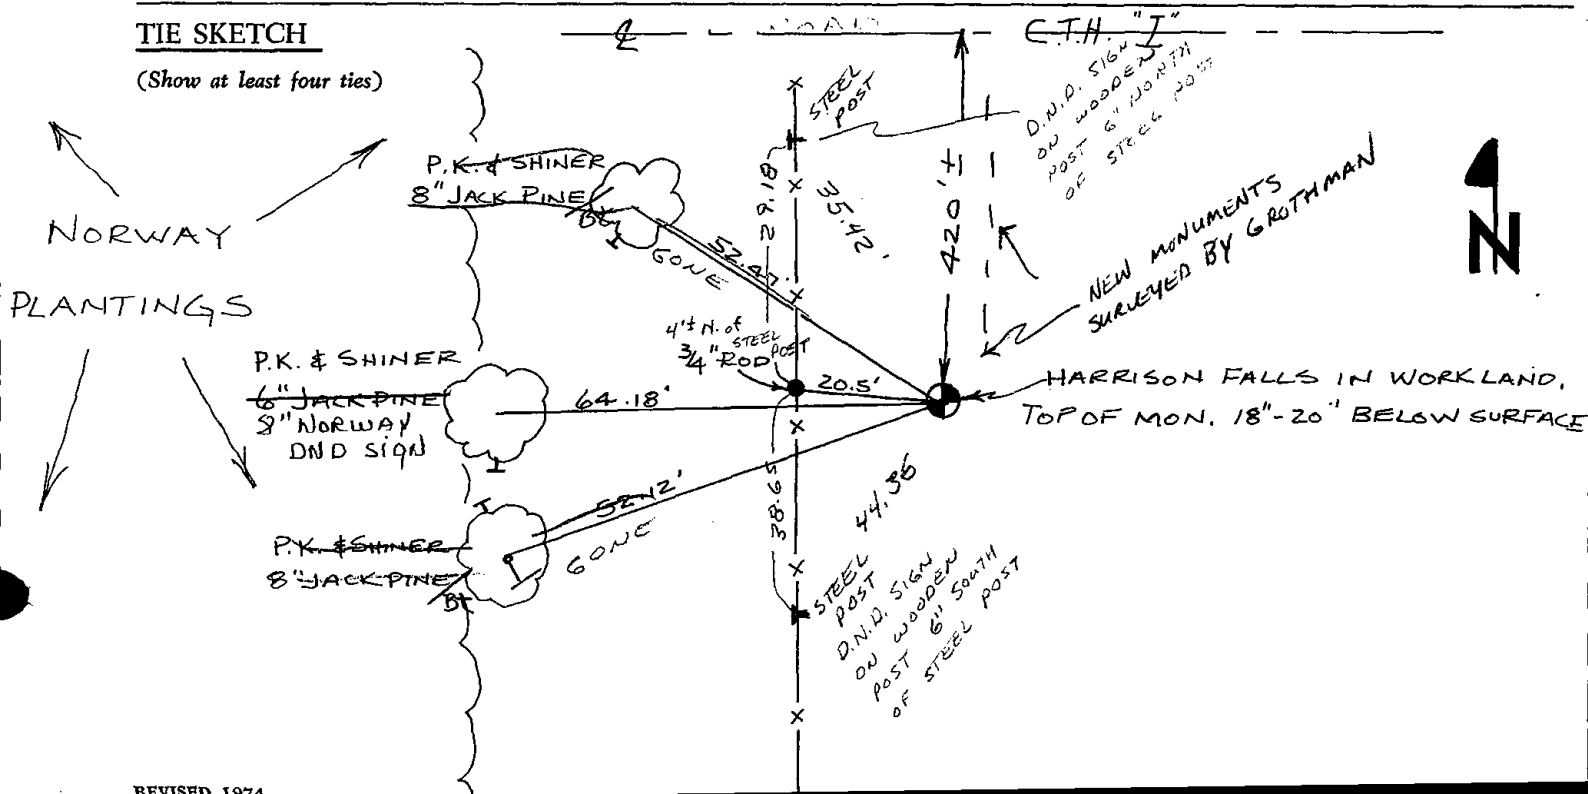 TIE SKETCH
(Show at least four ties)
℄
ROAD
C.T.H. "I"
STEEL
POST
D.N.D. SIGN
ON WOODEN
POST 6" NORTH
OF STEEL POST
P.K. & SHINER
8" JACK PINE
Bt
GONE
52.47'
29.18
35.42'
420'±
NEW MONUMENTS
SURVEYED BY GROTHMAN
N
NORWAY
PLANTINGS
4'± N. of
STEEL
POST
3/4" ROD
20.5'
P.K. & SHINER
6" JACK PINE
8" NORWAY
DND SIGN
64.18'
HARRISON FALLS IN WORK LAND.
TOP OF MON. 18"-20" BELOW SURFACE
38.65
44.36
P.K. & SHINER
8" JACK PINE
Bt
52.12'
GONE
STEEL
POST
D.N.D. SIGN
ON WOODEN
POST 6" SOUTH
OF STEEL POST
REVISED 1974